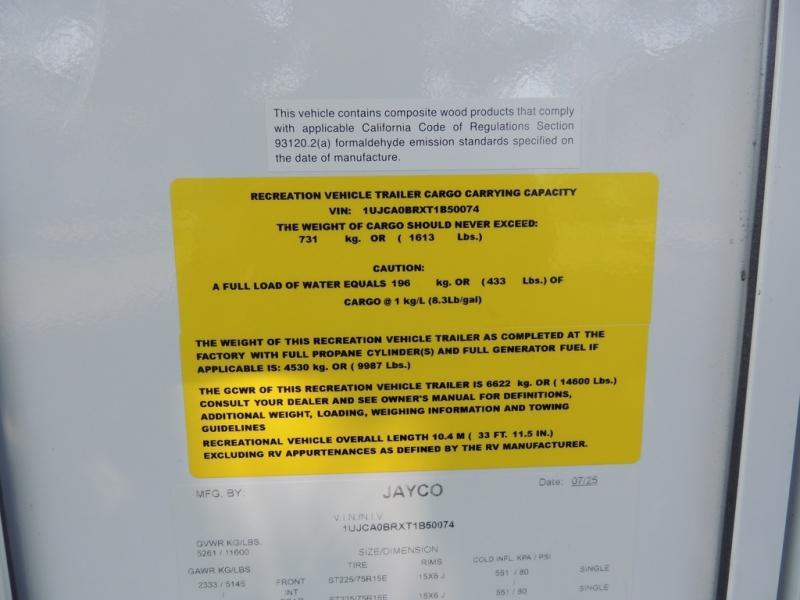 This vehicle contains composite wood products that comply
with applicable California Code of Regulations Section
93120.2(a) formaldehyde emission standards specified on
the date of manufacture.
RECREATION VEHICLE TRAILER CARGO CARRYING CAPACITY
VIN: 1UJCA0BRXT1B50074
THE WEIGHT OF CARGO SHOULD NEVER EXCEED:
731 kg. OR ( 1613 Lbs.)
CAUTION:
A FULL LOAD OF WATER EQUALS 196 kg. OR (433 Lbs.) OF
CARGO @ 1 kg/L (8.3Lb/gal)
THE WEIGHT OF THIS RECREATION VEHICLE TRAILER AS COMPLETED AT THE
FACTORY WITH FULL PROPANE CYLINDER(S) AND FULL GENERATOR FUEL IF
APPLICABLE IS: 4530 kg. OR ( 9987 Lbs.)
THE GCWR OF THIS RECREATION VEHICLE TRAILER IS 6622 kg. OR ( 14600 Lbs.)
CONSULT YOUR DEALER AND SEE OWNER'S MANUAL FOR DEFINITIONS,
ADDITIONAL WEIGHT, LOADING, WEIGHING INFORMATION AND TOWING
GUIDELINES
RECREATIONAL VEHICLE OVERALL LENGTH 10.4 M ( 33 FT. 11.5 IN.)
EXCLUDING RV APPURTENANCES AS DEFINED BY THE RV MANUFACTURER.
MFG. BY: JAYCO Date: 07/25
V.I.N./N.I.V
1UJCA0BRXT1B50074
GVWR KG/LBS.
5261 / 11600
SIZE/DIMENSION
GAWR KG/LBS TIRE RIMS COLD INFL. KPA / PSI
2333 / 5145 FRONT ST225/75R15E 15X6 J 551 / 80 SINGLE
/ INT /
ST225/75R15E 15X6 J 551 / 80 SINGLE